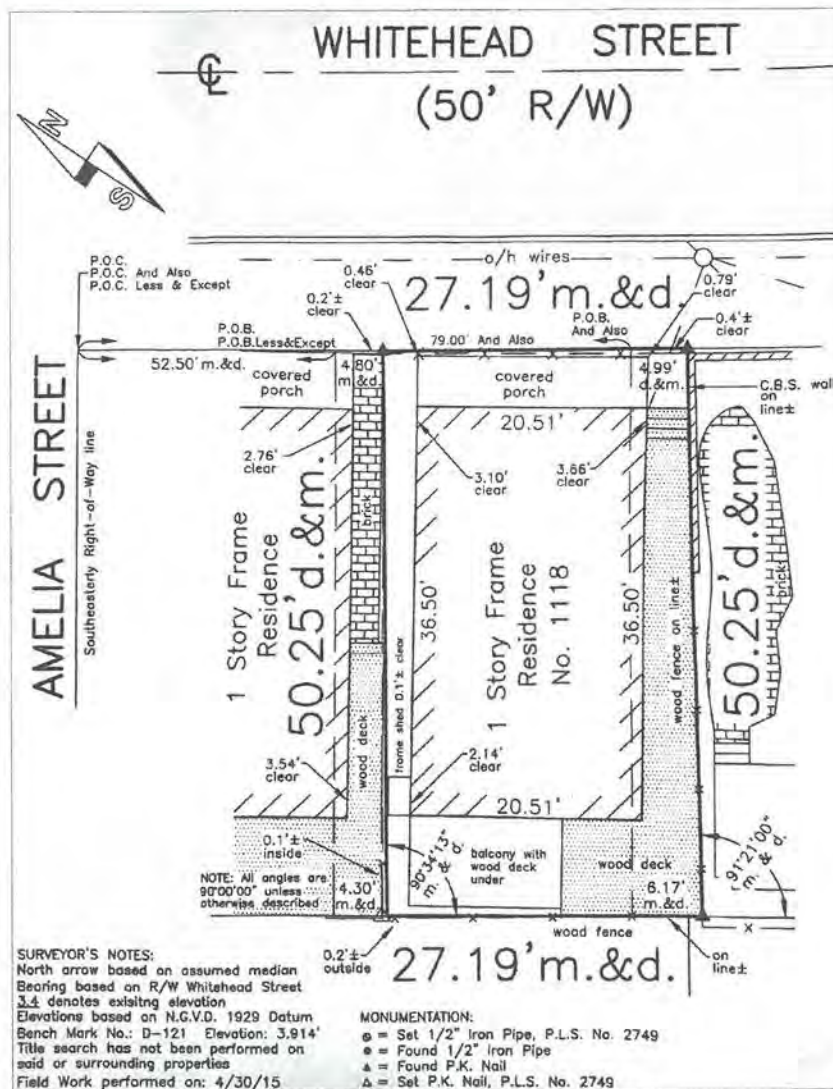 WHITEHEAD STREET
℄
(50' R/W)
N
S
P.O.C.
P.O.C. And Also
P.O.C. Less & Except
0.2'±
clear
0.46'
clear
o/h wires
27.19'm.&d.
0.79'
clear
0.4'±
clear
P.O.B.
P.O.B.Less&Except
79.00' And Also
P.O.B.
And Also
52.50'm.&d.
4.80'
m.&d.
4.99'
d.&m.
C.B.S. wall
on
line±
covered
porch
covered
porch
20.51'
2.76'
clear
3.10'
clear
3.66'
clear
AMELIA STREET
Southeasterly Right-of-Way line
1 Story Frame
Residence
50.25'd.&m.
brick
wood deck
frame shed 0.1'± clear
36.50'
1 Story Frame
Residence
No. 1118
36.50'
wood fence on line±
50.25'd.&m.
brick
3.54'
clear
2.14'
clear
20.51'
0.1'±
inside
90°34'13"
m. & d.
balcony with
wood deck
under
wood deck
91°21'00"
m. & d.
NOTE: All angles are
90°00'00" unless
otherwise described
4.30'
m.&d.
6.17'
m.&d.
wood fence
0.2'±
outside
27.19'm.&d.
on
line±
SURVEYOR'S NOTES:
North arrow based on assumed median
Bearing based on R/W Whitehead Street
3.4 denotes exisitng elevation
Elevations based on N.G.V.D. 1929 Datum
Bench Mark No.: D-121 Elevation: 3.914'
Title search has not been performed on
said or surrounding properties
Field Work performed on: 4/30/15
MONUMENTATION:
= Set 1/2" Iron Pipe, P.L.S. No. 2749
● = Found 1/2" Iron Pipe
▲ = Found P.K. Nail
△ = Set P.K. Nail, P.L.S. No. 2749